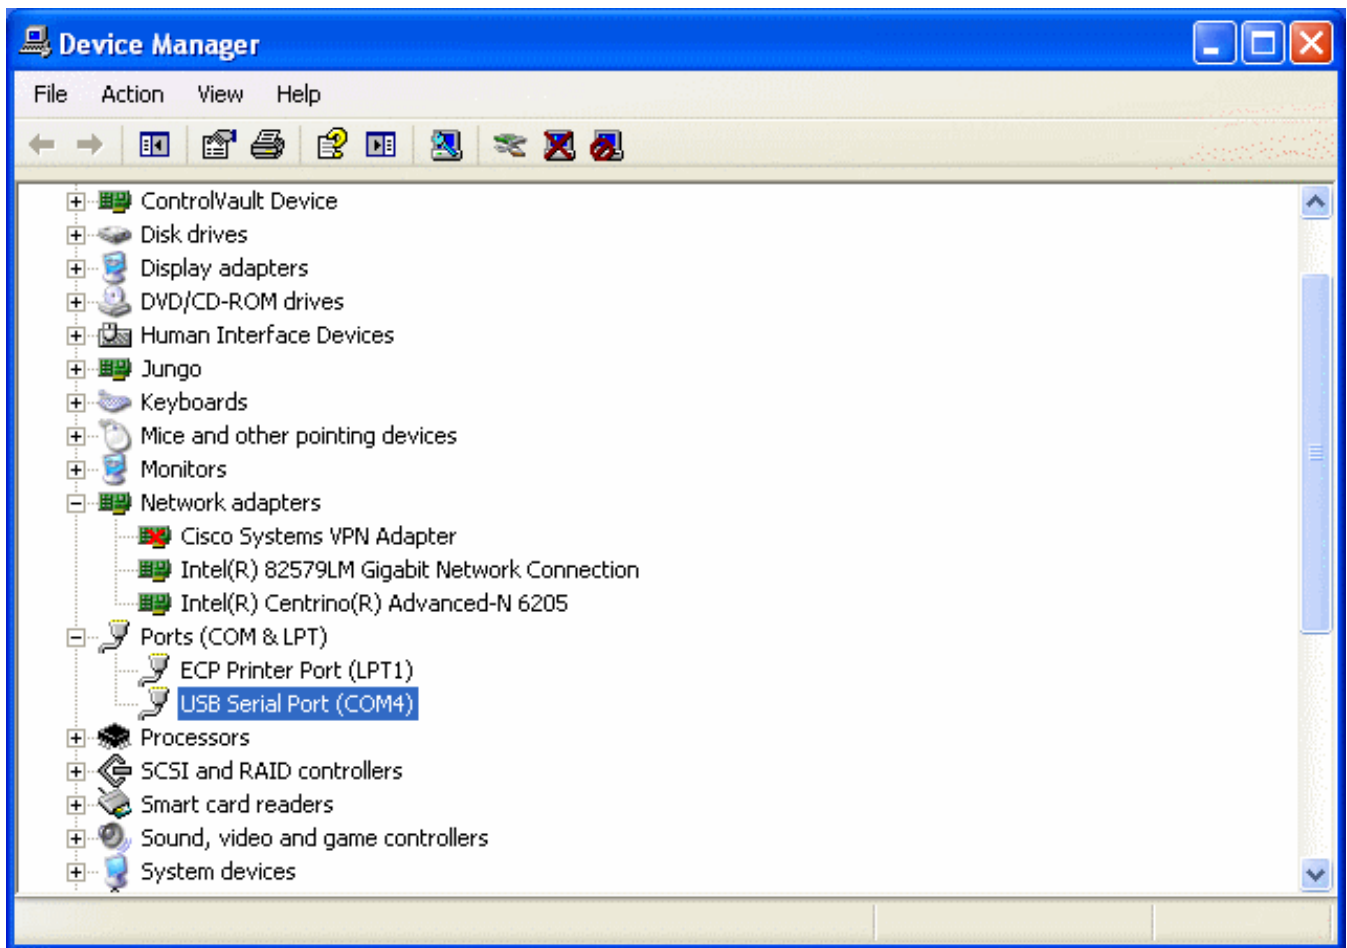 Device Manager
File Action View Help
ControlVault Device
Disk drives
Display adapters
DVD/CD-ROM drives
Human Interface Devices
Jungo
Keyboards
Mice and other pointing devices
Monitors
Network adapters
Cisco Systems VPN Adapter
Intel(R) 82579LM Gigabit Network Connection
Intel(R) Centrino(R) Advanced-N 6205
Ports (COM & LPT)
ECP Printer Port (LPT1)
USB Serial Port (COM4)
Processors
SCSI and RAID controllers
Smart card readers
Sound, video and game controllers
System devices